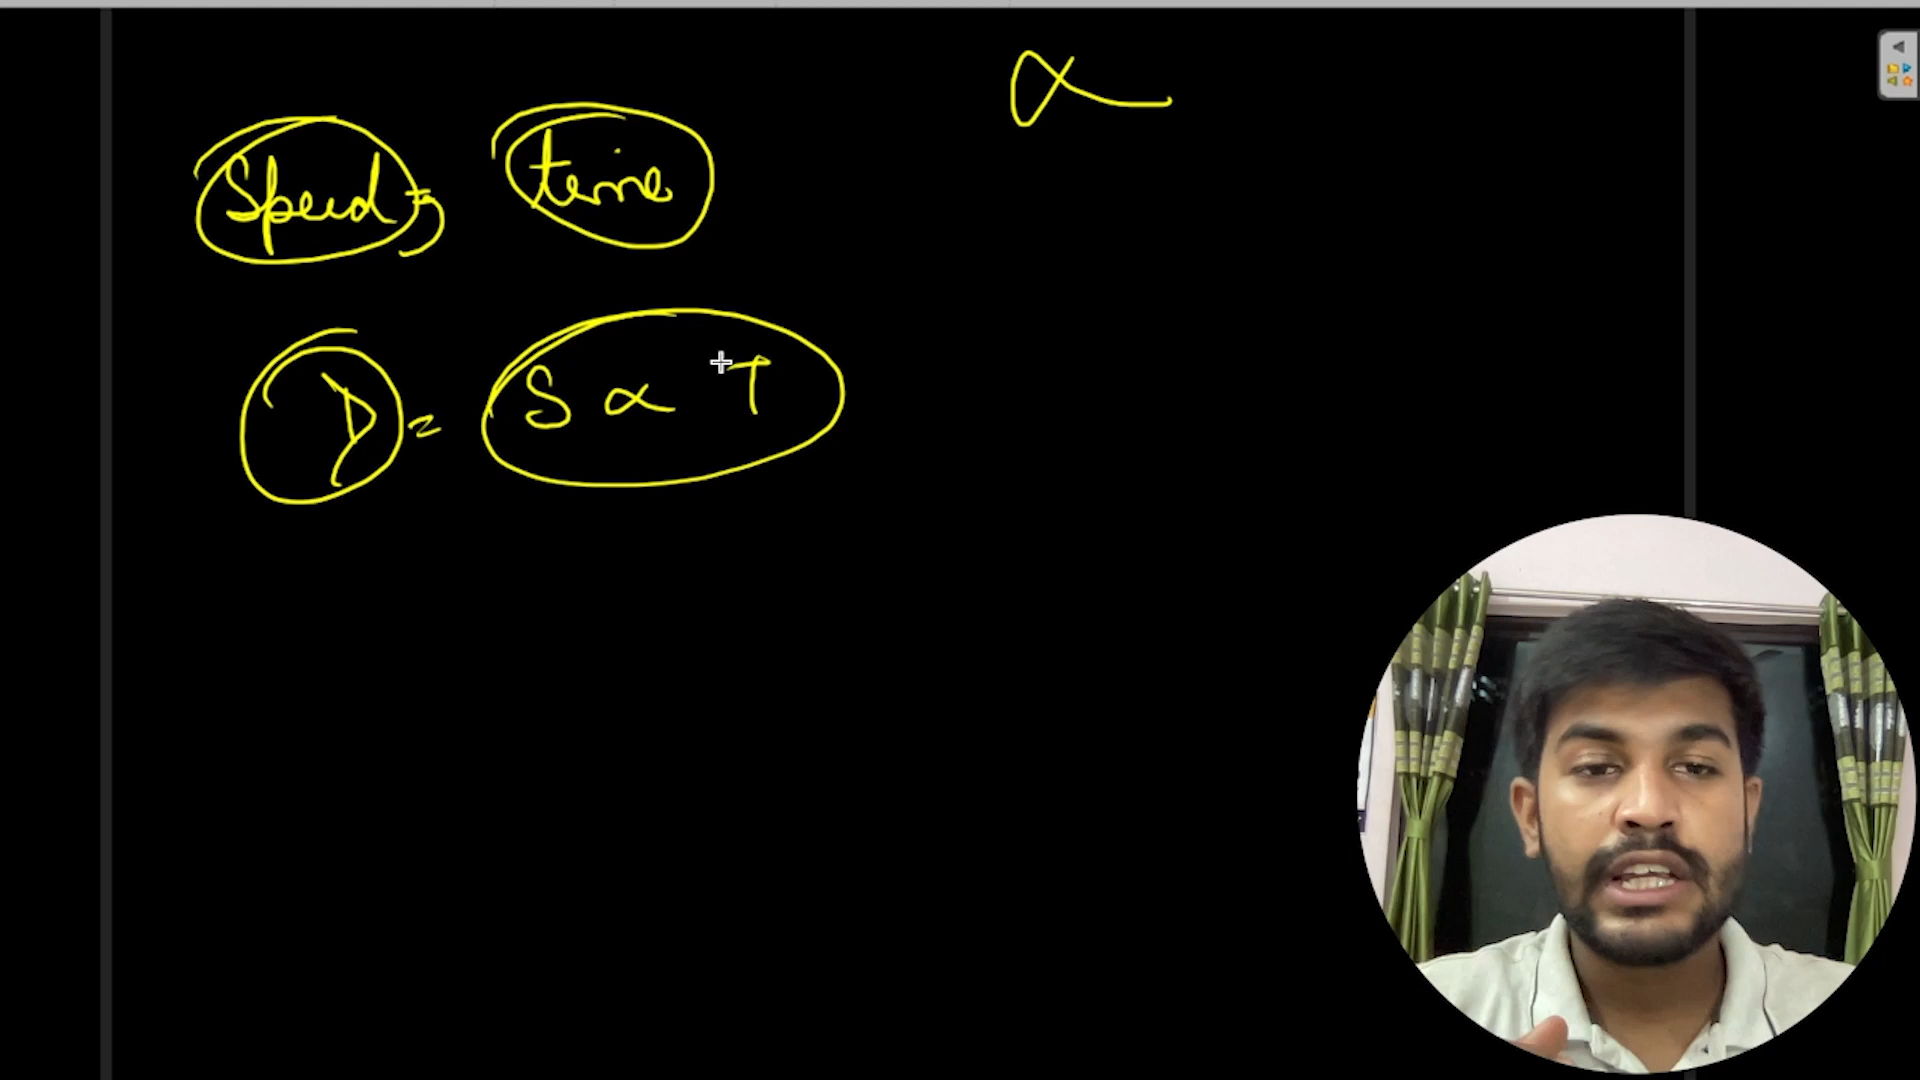 α
Speed, time
D = S α T